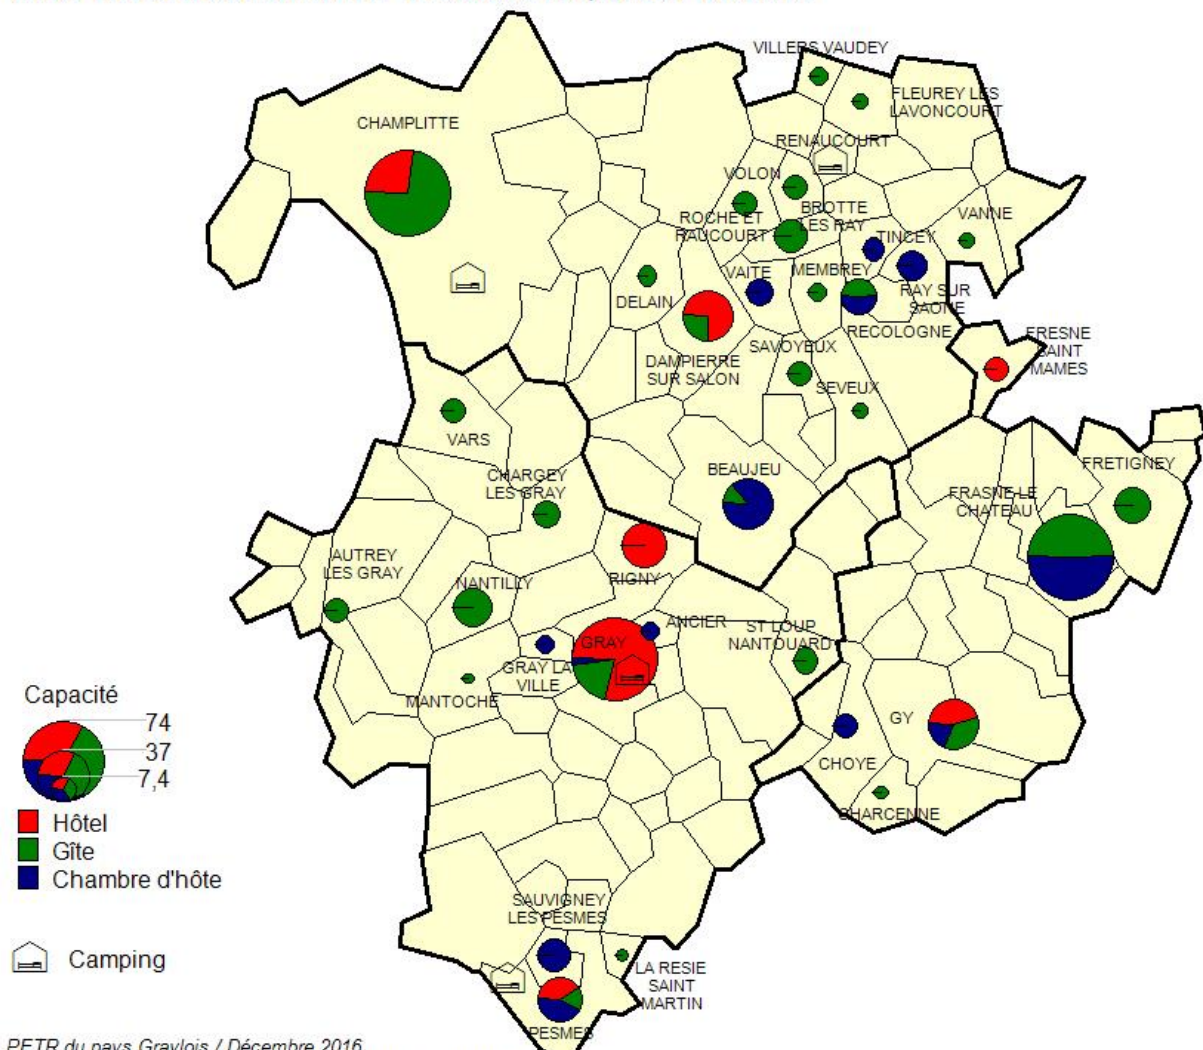 VILLERS VAUDEY
FLEUREY LES
LAVONCOURT
CHAMPLITTE
RENAUCOURT
VOLON
BROTTE
LES RAY
ROCHE ET
RAUCOURT
VANNE
TINCEY
VAITE
MEMBREY
DELAIN
RAY SUR
SAONE
RECOLOGNE
FRESNE
SAINT
MAMES
SAVOYEUX
DAMPIERRE
SUR SALON
SEVEUX
VARS
BEAUJEU
FRETIGNEY
CHARGEY
LES GRAY
FRASNE LE
CHATEAU
AUTREY
LES GRAY
NANTILLY
RIGNY
ANCIER
ST LOUP
NANTOUARD
GRAY
GRAY LA
VILLE
MANTOCHE
GY
CHOYE
CHARCENNE
Capacité
74
37
7,4
Hôtel
Gîte
Chambre d'hôte
Camping
SAUVIGNEY
LES PESMES
LA RESIE
SAINT
MARTIN
PESMES
PETR du pays Graylois / Décembre 2016